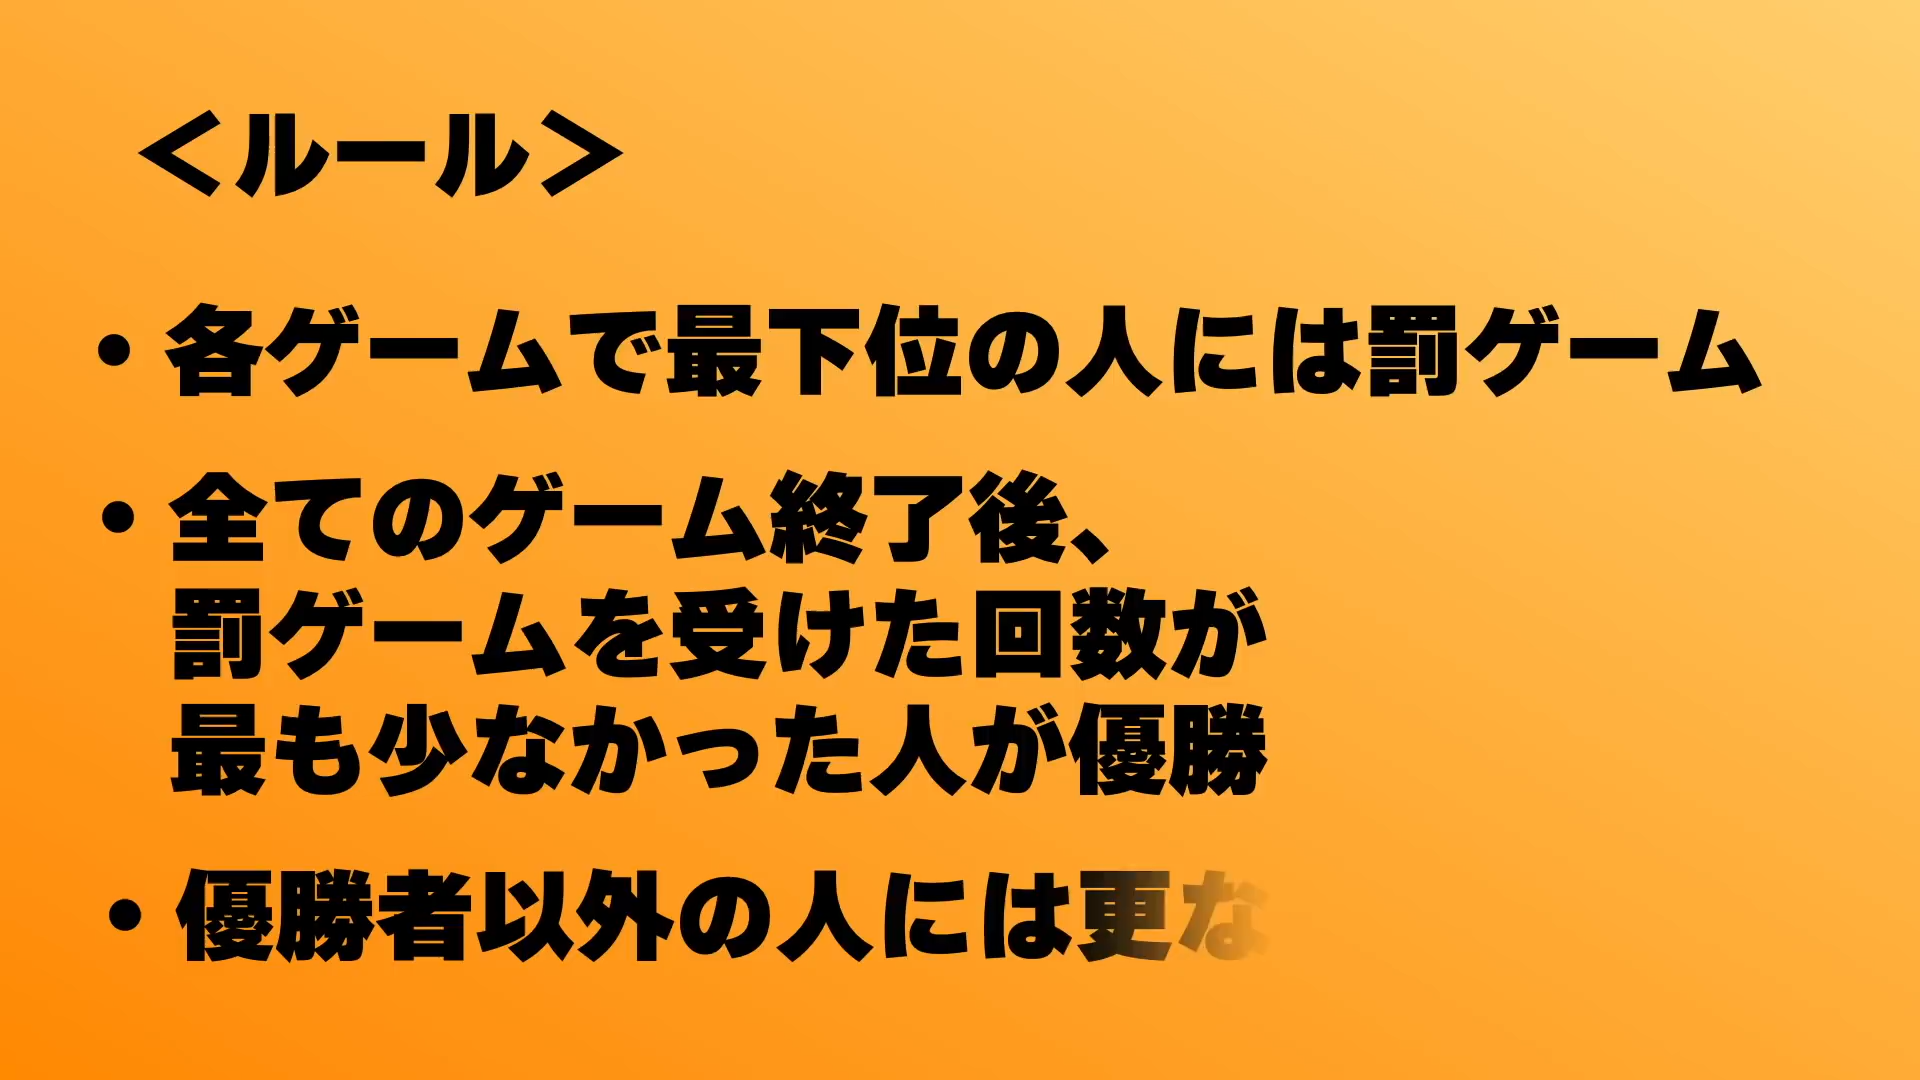 ＜ルール＞
・各ゲームで最下位の人には罰ゲーム
・全てのゲーム終了後、
罰ゲームを受けた回数が
最も少なかった人が優勝
・優勝者以外の人には更な